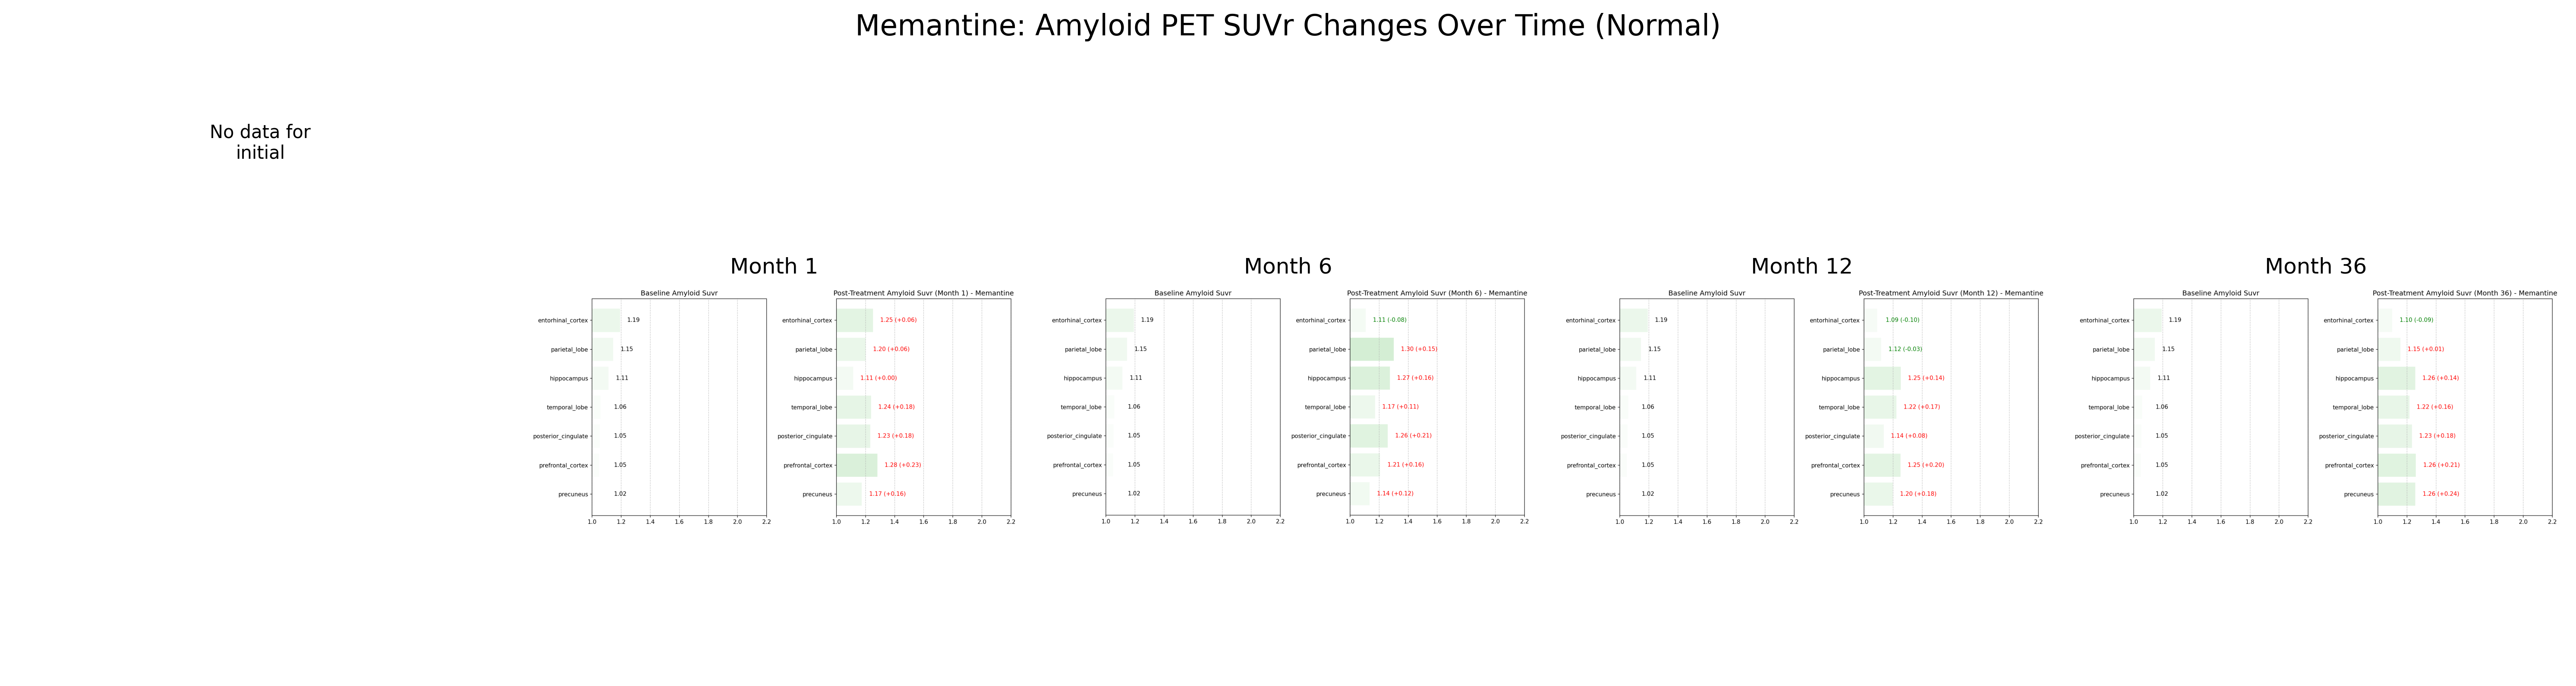 Memantine: Amyloid PET SUVr Changes Over Time (Normal)
No data for
initial
Month 1
Baseline Amyloid Suvr
entorhinal_cortex 1.19
parietal_lobe 1.15
hippocampus 1.11
temporal_lobe 1.06
posterior_cingulate 1.05
prefrontal_cortex 1.05
precuneus 1.02
1.0 1.2 1.4 1.6 1.8 2.0 2.2
Post-Treatment Amyloid Suvr (Month 1) - Memantine
entorhinal_cortex 1.25 (+0.06)
parietal_lobe 1.20 (+0.06)
hippocampus 1.11 (+0.00)
temporal_lobe 1.24 (+0.18)
posterior_cingulate 1.23 (+0.18)
prefrontal_cortex 1.28 (+0.23)
precuneus 1.17 (+0.16)
1.0 1.2 1.4 1.6 1.8 2.0 2.2
Month 6
Baseline Amyloid Suvr
entorhinal_cortex 1.19
parietal_lobe 1.15
hippocampus 1.11
temporal_lobe 1.06
posterior_cingulate 1.05
prefrontal_cortex 1.05
precuneus 1.02
1.0 1.2 1.4 1.6 1.8 2.0 2.2
Post-Treatment Amyloid Suvr (Month 6) - Memantine
entorhinal_cortex 1.11 (-0.08)
parietal_lobe 1.30 (+0.15)
hippocampus 1.27 (+0.16)
temporal_lobe 1.17 (+0.11)
posterior_cingulate 1.26 (+0.21)
prefrontal_cortex 1.21 (+0.16)
precuneus 1.14 (+0.12)
1.0 1.2 1.4 1.6 1.8 2.0 2.2
Month 12
Baseline Amyloid Suvr
entorhinal_cortex 1.19
parietal_lobe 1.15
hippocampus 1.11
temporal_lobe 1.06
posterior_cingulate 1.05
prefrontal_cortex 1.05
precuneus 1.02
1.0 1.2 1.4 1.6 1.8 2.0 2.2
Post-Treatment Amyloid Suvr (Month 12) - Memantine
entorhinal_cortex 1.09 (-0.10)
parietal_lobe 1.12 (-0.03)
hippocampus 1.25 (+0.14)
temporal_lobe 1.22 (+0.17)
posterior_cingulate 1.14 (+0.08)
prefrontal_cortex 1.25 (+0.20)
precuneus 1.20 (+0.18)
1.0 1.2 1.4 1.6 1.8 2.0 2.2
Month 36
Baseline Amyloid Suvr
entorhinal_cortex 1.19
parietal_lobe 1.15
hippocampus 1.11
temporal_lobe 1.06
posterior_cingulate 1.05
prefrontal_cortex 1.05
precuneus 1.02
1.0 1.2 1.4 1.6 1.8 2.0 2.2
Post-Treatment Amyloid Suvr (Month 36) - Memantine
entorhinal_cortex 1.10 (-0.09)
parietal_lobe 1.15 (+0.01)
hippocampus 1.26 (+0.14)
temporal_lobe 1.22 (+0.16)
posterior_cingulate 1.23 (+0.18)
prefrontal_cortex 1.26 (+0.21)
precuneus 1.26 (+0.24)
1.0 1.2 1.4 1.6 1.8 2.0 2.2